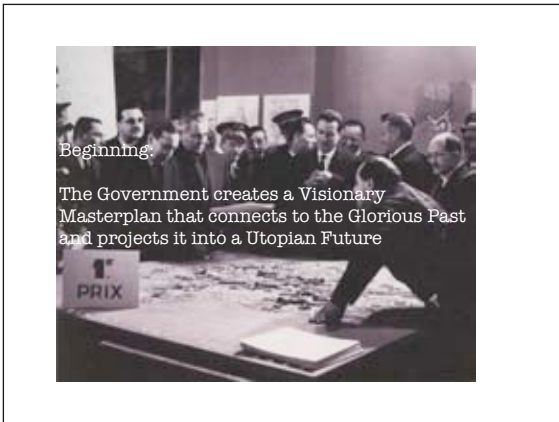 Beginning:
The Government creates a Visionary
Masterplan that connects to the Glorious Past
and projects it into a Utopian Future
1er
PRIX